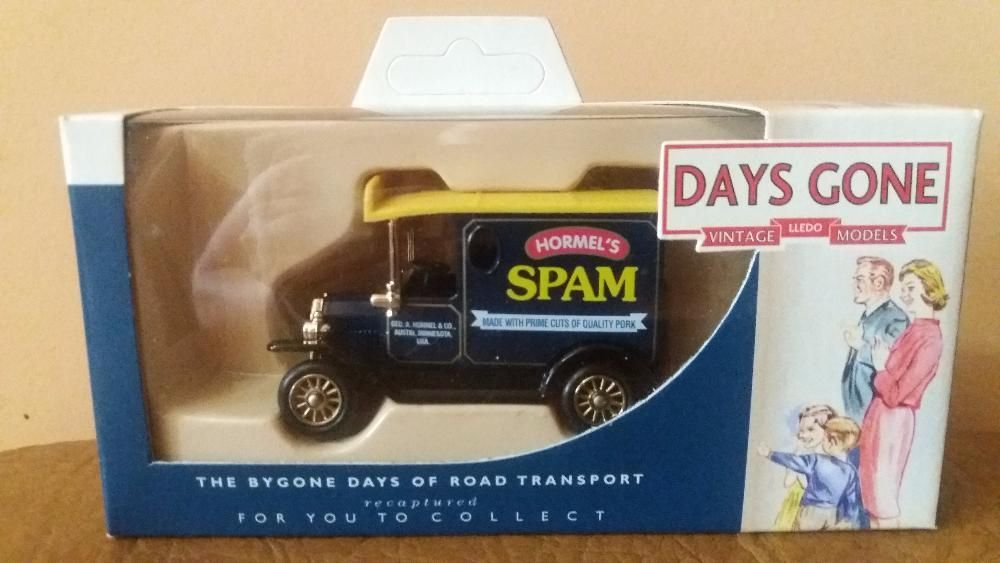 DAYS GONE
VINTAGE LLEDO MODELS
HORMEL'S
SPAM
MADE WITH PRIME CUTS OF QUALITY PORK
GEO. A. HORMEL & CO.,
AUSTIN, MINNESOTA,
USA.
THE BYGONE DAYS OF ROAD TRANSPORT
recaptured
FOR YOU TO COLLECT